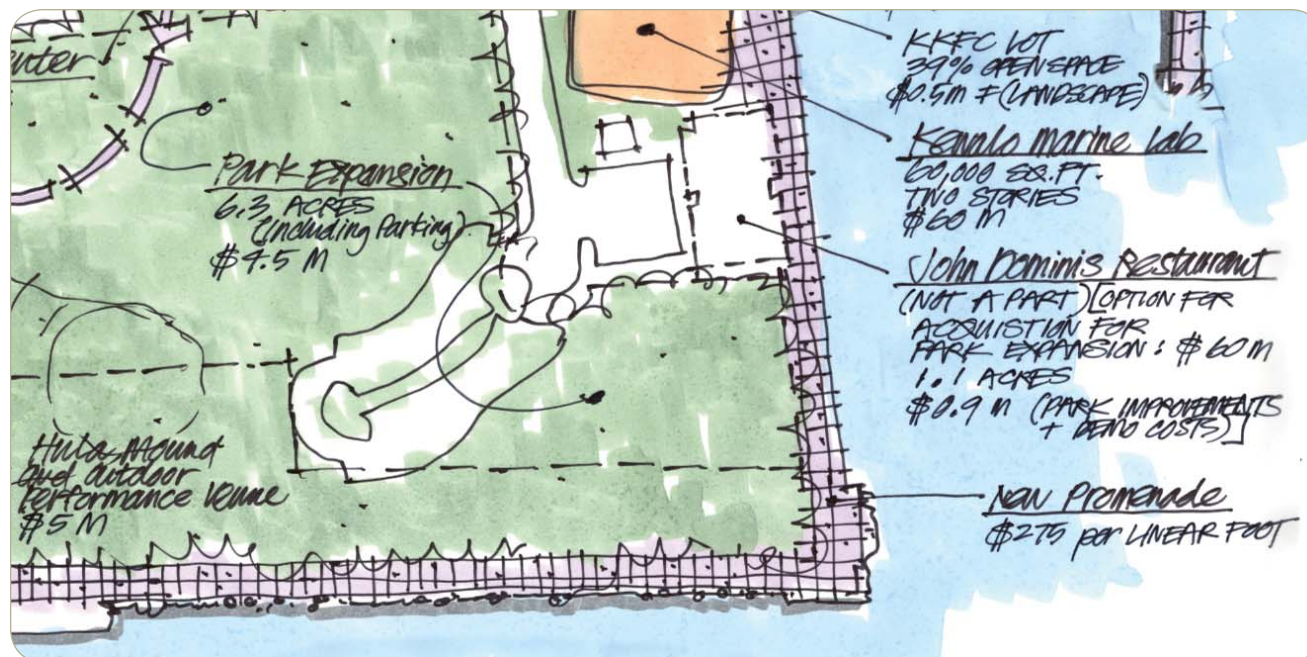 Park Expansion
6.3 ACRES
(including Parking)
$4.5 M
Hula Mound
and outdoor
Performance Venue
$5 M
KKFC LOT
39% OPEN SPACE
$0.5m ± (LANDSCAPE)
Kewalo Marine Lab
60,000 SQ. FT.
TWO STORIES
$60 M
John Dominis Restaurant
(NOT A PART) [OPTION FOR
ACQUISTION FOR
PARK EXPANSION: $60 M
1.1 ACRES
$0.9 M (PARK IMPROVEMENTS
+ DEMO COSTS)]
New Promenade
$275 per LINEAR FOOT